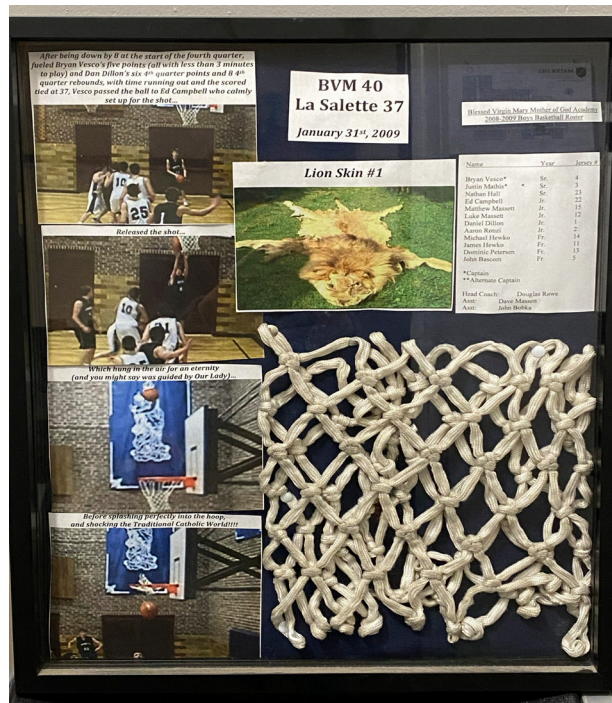 After being down by 8 at the start of the fourth quarter,
fueled Bryan Vesco's five points (all with less than 3 minutes
to play) and Dan Dillon's six 4th quarter points and 8 4th
quarter rebounds, with time running out and the scored
tied at 37, Vesco passed the ball to Ed Campbell who calmly
set up for the shot...
10
25
Released the shot...
10
Which hung in the air for an eternity
(and you might say was guided by Our Lady)...
Before splashing perfectly into the hoop,
and shocking the Traditional Catholic World!!!!
BVM 40
La Salette 37
January 31st, 2009
Lion Skin #1
Blessed Virgin Mary Mother of God Academy
2008-2009 Boys Basketball Roster
Name Year Jersey #
Bryan Vesco* Sr. 4
Justin Mathis* * Sr. 3
Nathan Hall Sr. 23
Ed Campbell Jr. 22
Matthew Massett Jr. 15
Luke Massett Jr. 12
Daniel Dillon Jr. 1
Aaron Ronzi Jr. 2
Michael Hewko Fr. 14
James Hewko Fr. 11
Dominic Petersen Fr. 13
John Bascom Fr. 5
*Captain
**Alternate Captain
Head Coach: Douglas Rowe
Asst: Dave Massett
Asst: John Bobka